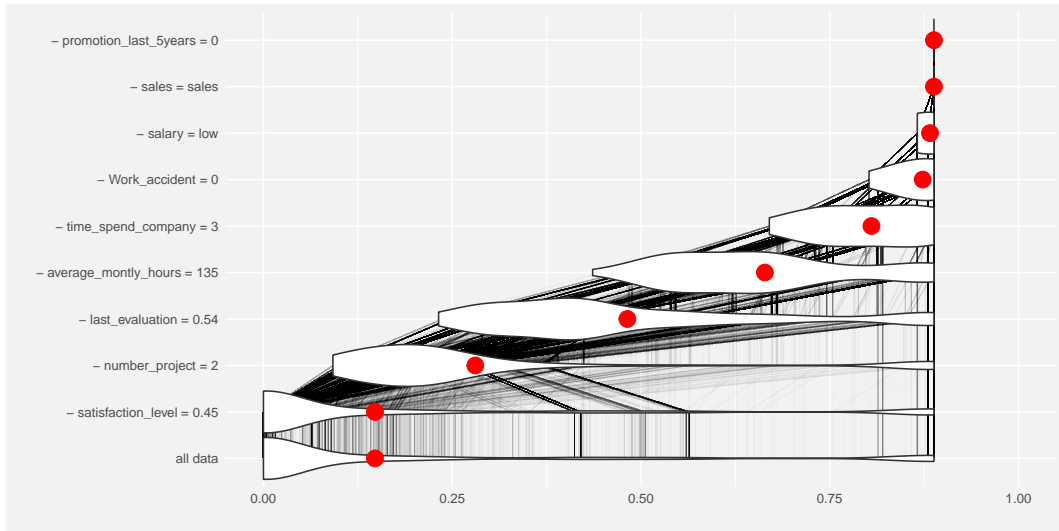 – promotion_last_5years = 0
– sales = sales
– salary = low
– Work_accident = 0
– time_spend_company = 3
– average_montly_hours = 135
– last_evaluation = 0.54
– number_project = 2
– satisfaction_level = 0.45
all data
0.00 0.25 0.50 0.75 1.00